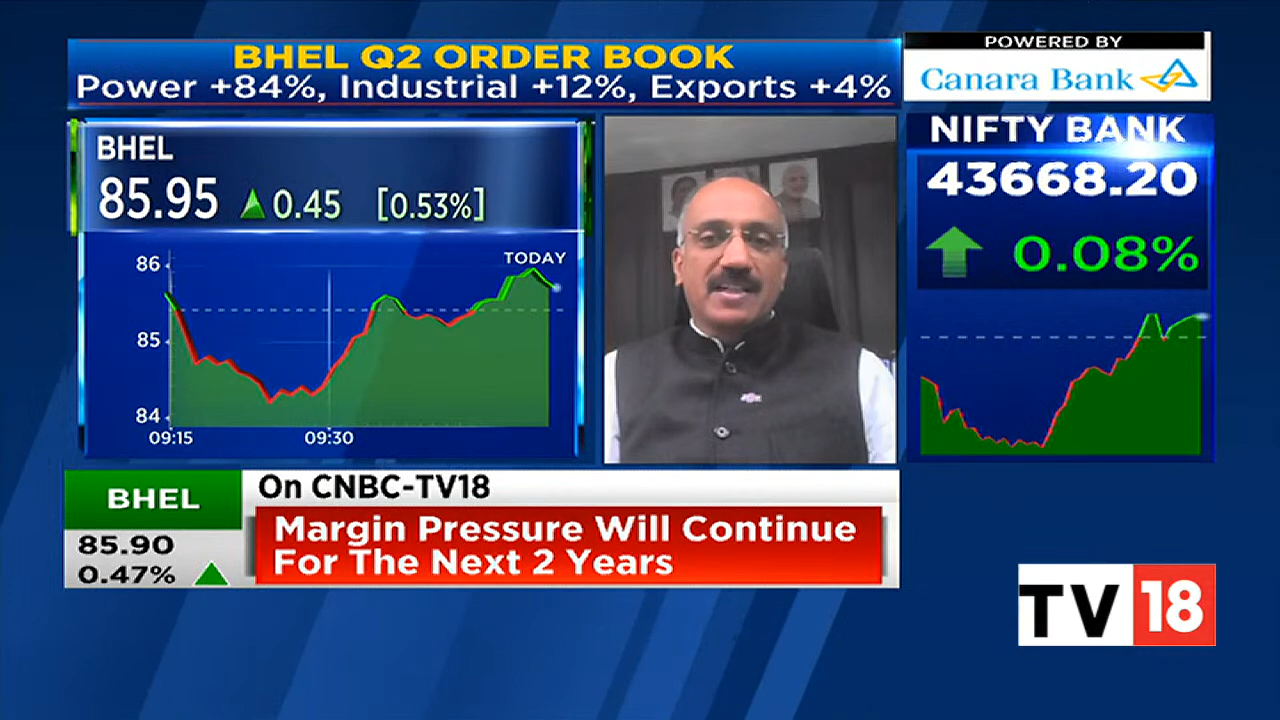 BHEL Q2 ORDER BOOK
Power +84%, Industrial +12%, Exports +4%
POWERED BY
Canara Bank
BHEL
85.95 ▲ 0.45 [0.53%]
TODAY
86
85
84
09:15 09:30
NIFTY BANK
43668.20
0.08%
BHEL
85.90
0.47% ▲
On CNBC-TV18
Margin Pressure Will Continue
For The Next 2 Years
TV18